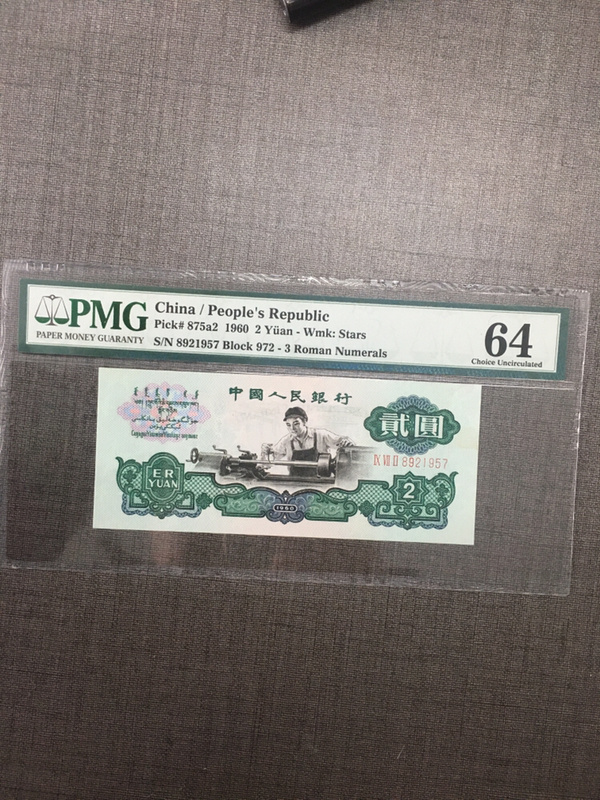 PMG
PAPER MONEY GUARANTY
China / People's Republic
Pick# 875a2 1960 2 Yüan - Wmk: Stars
S/N 8921957 Block 972 - 3 Roman Numerals
64
Choice Uncirculated
中國人民銀行
貳圓
IX VII II 8921957
ER
YUAN
1960
2